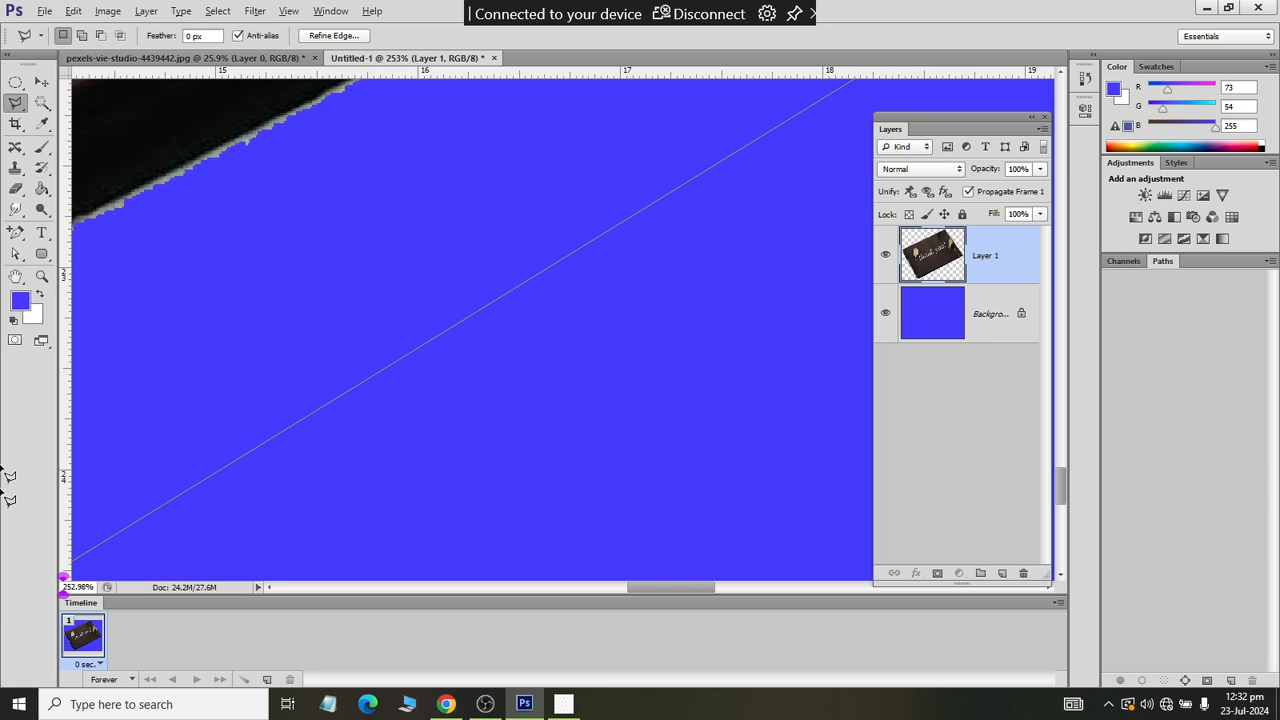 Ps File Edit Image Layer Type Select Filter View Window Help
Connected to your device Disconnect
Feather: 0 px Anti-alias Refine Edge... Essentials
pexels-vie-studio-4439442.jpg @ 25.9% (Layer 0, RGB/8) * × Untitled-1 @ 253% (Layer 1, RGB/8) * ×
15 16 17 18 19
Color Swatches
R 73
G 54
B 255
Layers
Kind
Normal Opacity: 100%
Unify: Propagate Frame 1
Lock: Fill: 100%
Layer 1
Backgro...
Adjustments Styles
Add an adjustment
Channels Paths
23
24
252.98% Doc: 24.2M/27.6M
Timeline
1
0 sec.
Forever
Type here to search
Ps
12:32 PM
23-Jul-2024